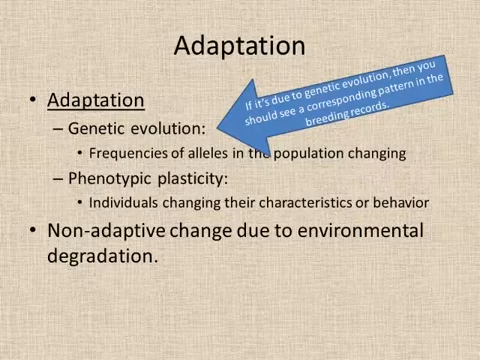 Adaptation
• Adaptation
– Genetic evolution:
If it's due to genetic evolution, then you
should see a corresponding pattern in the
breeding records.
• Frequencies of alleles in the population changing
– Phenotypic plasticity:
• Individuals changing their characteristics or behavior
• Non-adaptive change due to environmental
degradation.